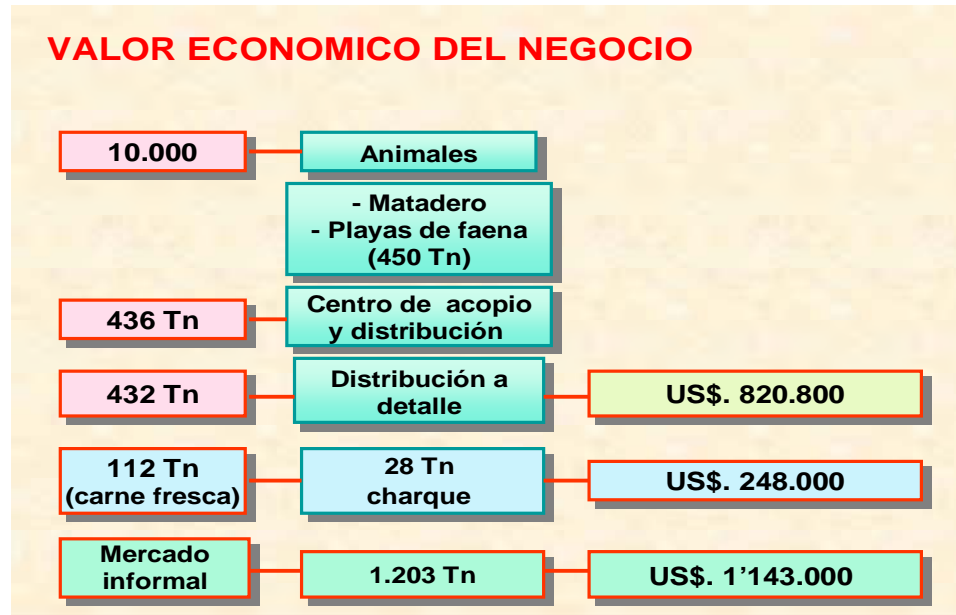 VALOR ECONOMICO DEL NEGOCIO
10.000
Animales
- Matadero
- Playas de faena
(450 Tn)
436 Tn
Centro de acopio
y distribución
432 Tn
Distribución a
detalle
US$. 820.800
112 Tn
(carne fresca)
28 Tn
charque
US$. 248.000
Mercado
informal
1.203 Tn
US$. 1’143.000